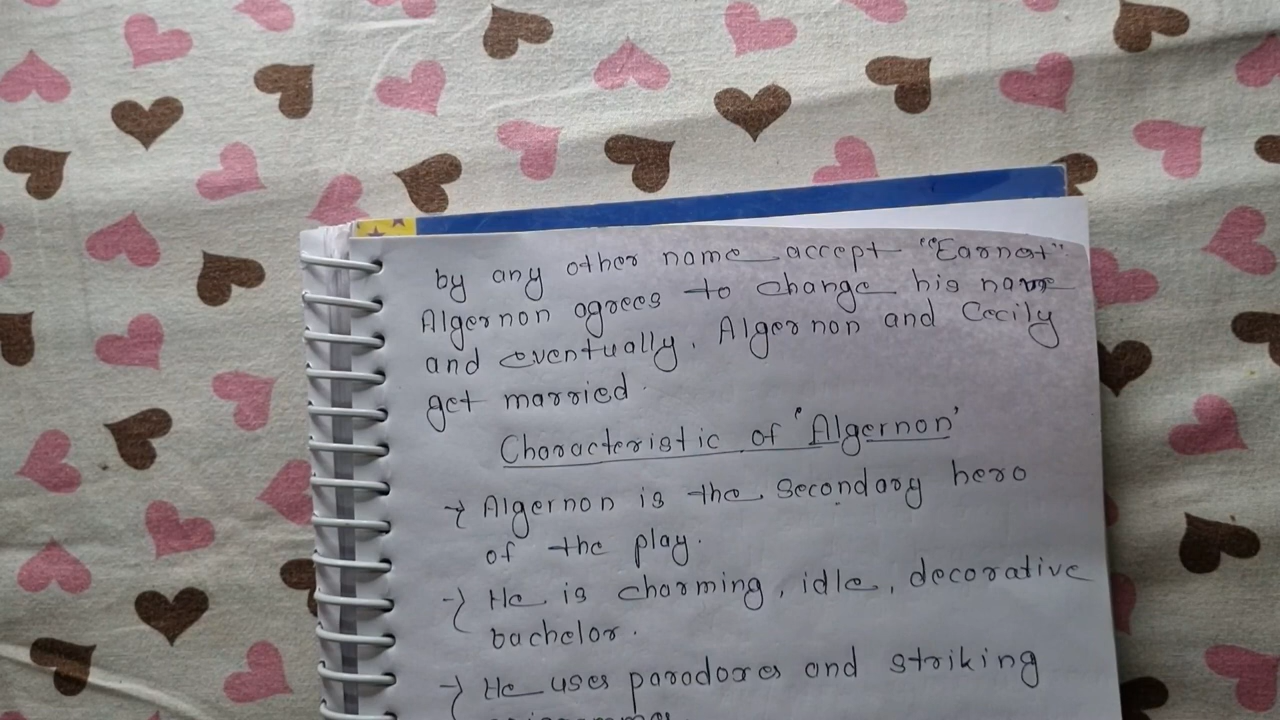 by any other name accept "Earnest".
Algernon agrees to change his name
and eventually. Algernon and Cecily
get married.
Characteristic of 'Algernon'
→ Algernon is the secondary hero
of the play.
→ He is charming, idle, decorative
bachelor.
→ He uses paradoxes and striking